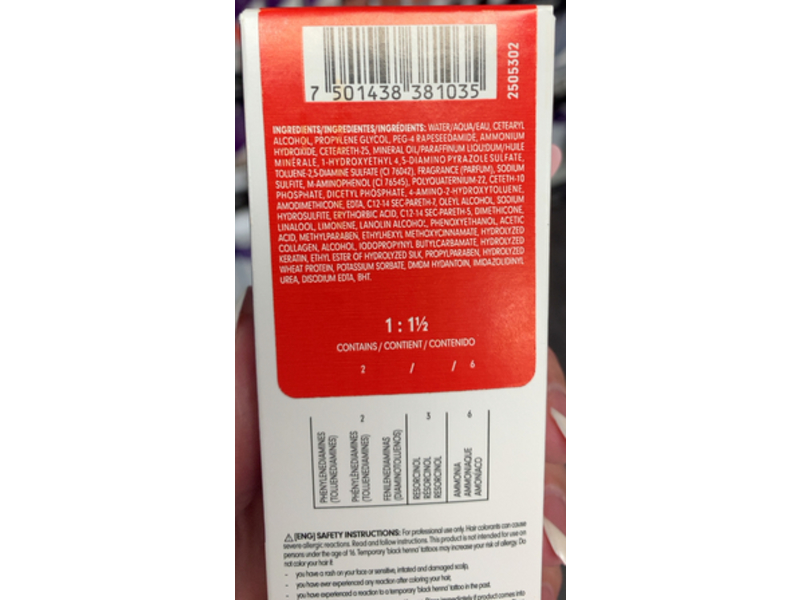 7 501438 381035
2505302
INGREDIENTS/INGREDIENTES/INGRÉDIENTS: WATER/AQUA/EAU, CETEARYL
ALCOHOL, PROPYLENE GLYCOL, PEG-4 RAPESEEDAMIDE, AMMONIUM
HYDROXIDE, CETEARETH-25, MINERAL OIL/PARAFFINUM LIQUIDUM/HUILE
MINÉRALE, 1-HYDROXYETHYL 4,5-DIAMINO PYRAZOLE SULFATE,
TOLUENE-2,5-DIAMINE SULFATE (CI 76042), FRAGRANCE (PARFUM), SODIUM
SULFITE, M-AMINOPHENOL (CI 76545), POLYQUATERNIUM-22, CETETH-10
PHOSPHATE, DICETYL PHOSPHATE, 4-AMINO-2-HYDROXYTOLUENE,
AMODIMETHICONE, EDTA, C12-14 SEC-PARETH-7, OLEYL ALCOHOL, SODIUM
HYDROSULFITE, ERYTHORBIC ACID, C12-14 SEC-PARETH-5, DIMETHICONE,
LINALOOL, LIMONENE, LANOLIN ALCOHOL, PHENOXYETHANOL, ACETIC
ACID, METHYLPARABEN, ETHYLHEXYL METHOXYCINNAMATE, HYDROLYZED
COLLAGEN, ALCOHOL, IODOPROPYNYL BUTYLCARBAMATE, HYDROLYZED
KERATIN, ETHYL ESTER OF HYDROLYZED SILK, PROPYLPARABEN, HYDROLYZED
WHEAT PROTEIN, POTASSIUM SORBATE, DMDM HYDANTOIN, IMIDAZOLIDINYL
UREA, DISODIUM EDTA, BHT.
1 : 1½
CONTAINS / CONTIENT / CONTENIDO
2 / / 6
2 3 6
PHENYLENEDIAMINES
(TOLUENEDIAMINES)
PHÉNYLÈNEDIAMINES
(TOLUENEDIAMINES)
FENILENEDIAMINAS
(DIAMINOTOLUENOS)
RESORCINOL
RÉSORCINOL
RESORCINOL
AMMONIA
AMMONIAQUE
AMONÍACO
[ENG] SAFETY INSTRUCTIONS: For professional use only. Hair colorants can cause
severe allergic reactions. Read and follow instructions. This product is not intended for use on
persons under the age of 16. Temporary 'black henna' tattoos may increase your risk of allergy. Do
not color your hair if:
- you have a rash on your face or sensitive, irritated and damaged scalp,
- you have ever experienced any reaction after coloring your hair,
- you have experienced a reaction to a temporary 'black henna' tattoo in the past.
immediately if product comes into